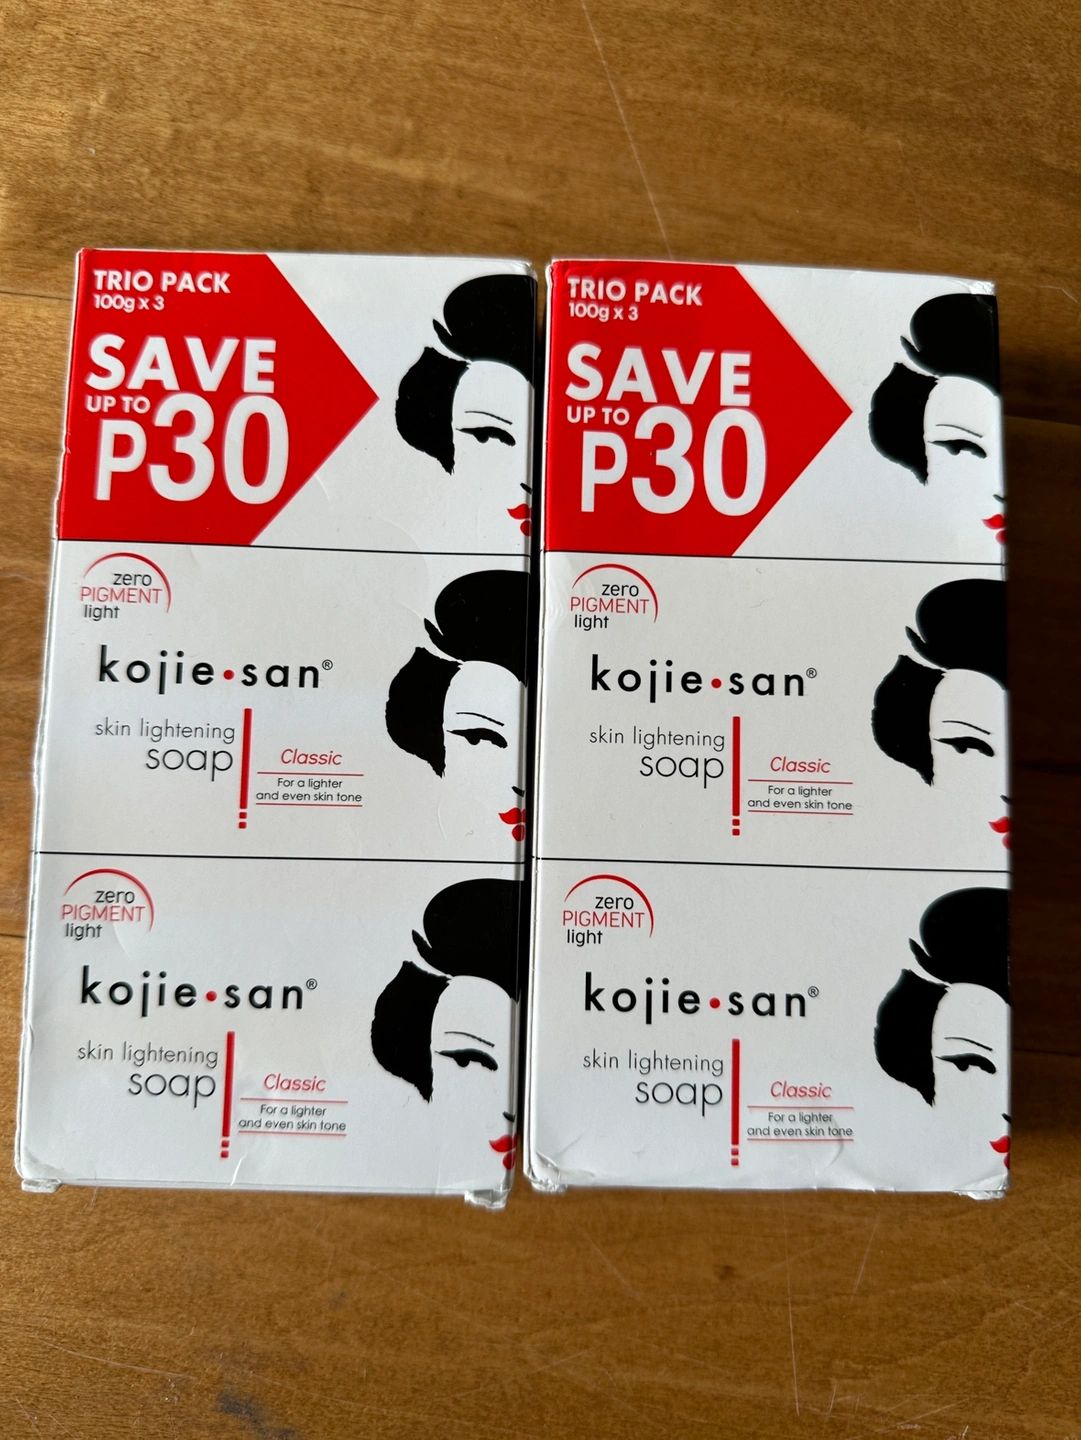 TRIO PACK
100g x 3
SAVE
UP TO
P30
zero
PIGMENT
light
kojie•san®
skin lightening
soap
Classic
For a lighter
and even skin tone
zero
PIGMENT
light
kojie•san®
skin lightening
soap
Classic
For a lighter
and even skin tone
TRIO PACK
100g x 3
SAVE
UP TO
P30
zero
PIGMENT
light
kojie•san®
skin lightening
soap
Classic
For a lighter
and even skin tone
zero
PIGMENT
light
kojie•san®
skin lightening
soap
Classic
For a lighter
and even skin tone